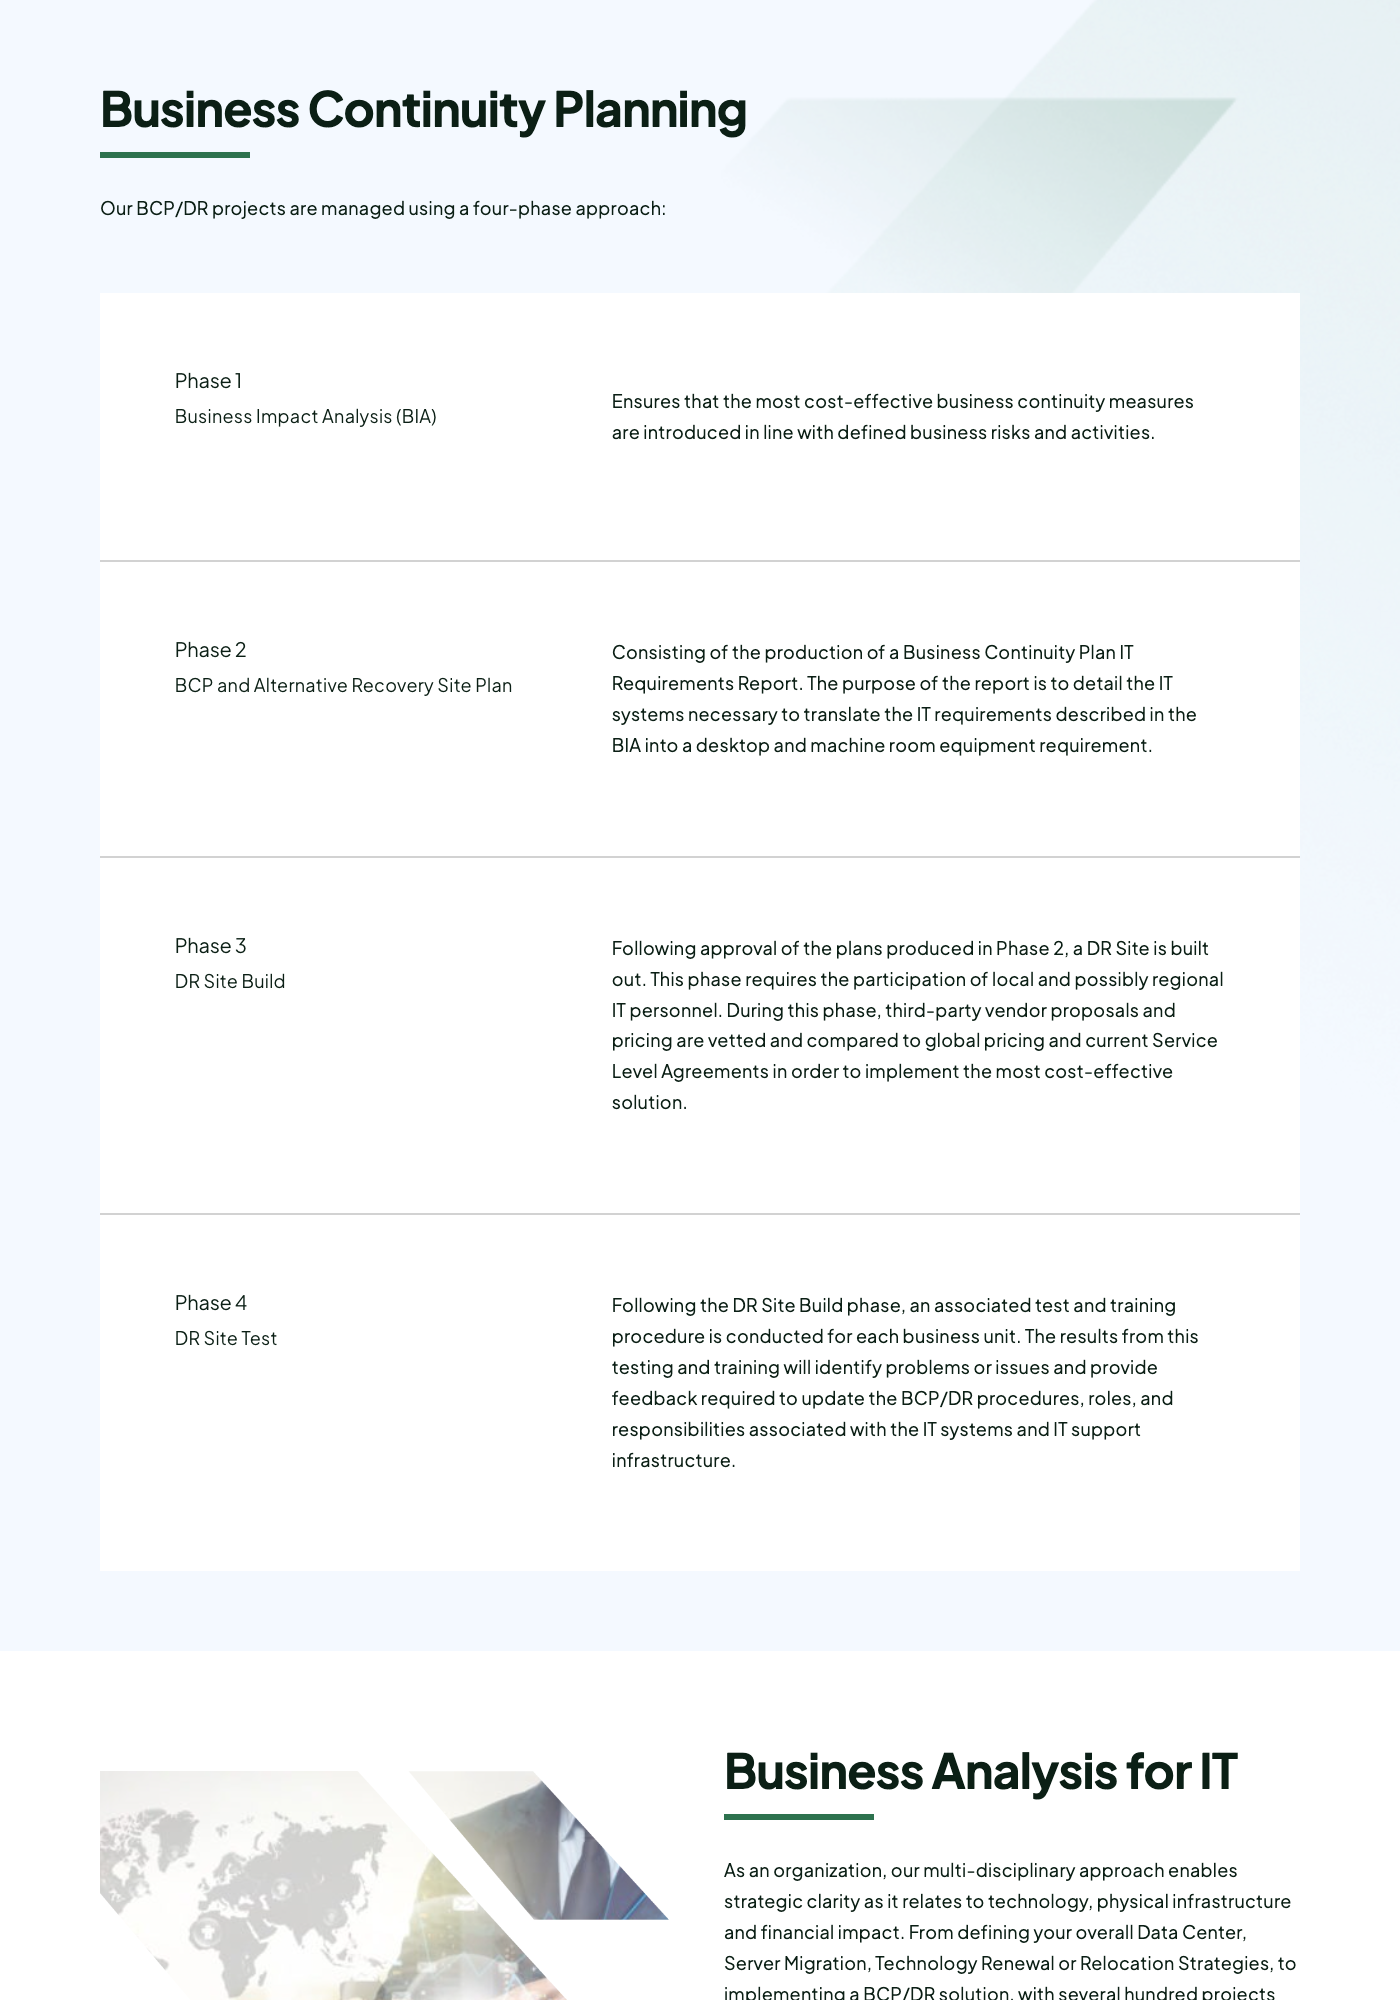 Business Continuity Planning
Our BCP/DR projects are managed using a four-phase approach:
Phase 1
Business Impact Analysis (BIA)
Ensures that the most cost-effective business continuity measures
are introduced in line with defined business risks and activities.
Phase 2
BCP and Alternative Recovery Site Plan
Consisting of the production of a Business Continuity Plan IT
Requirements Report. The purpose of the report is to detail the IT
systems necessary to translate the IT requirements described in the
BIA into a desktop and machine room equipment requirement.
Phase 3
DR Site Build
Following approval of the plans produced in Phase 2, a DR Site is built
out. This phase requires the participation of local and possibly regional
IT personnel. During this phase, third-party vendor proposals and
pricing are vetted and compared to global pricing and current Service
Level Agreements in order to implement the most cost-effective
solution.
Phase 4
DR Site Test
Following the DR Site Build phase, an associated test and training
procedure is conducted for each business unit. The results from this
testing and training will identify problems or issues and provide
feedback required to update the BCP/DR procedures, roles, and
responsibilities associated with the IT systems and IT support
infrastructure.
Business Analysis for IT
As an organization, our multi-disciplinary approach enables
strategic clarity as it relates to technology, physical infrastructure
and financial impact. From defining your overall Data Center,
Server Migration, Technology Renewal or Relocation Strategies, to
implementing a BCP/DR solution, with several hundred projects